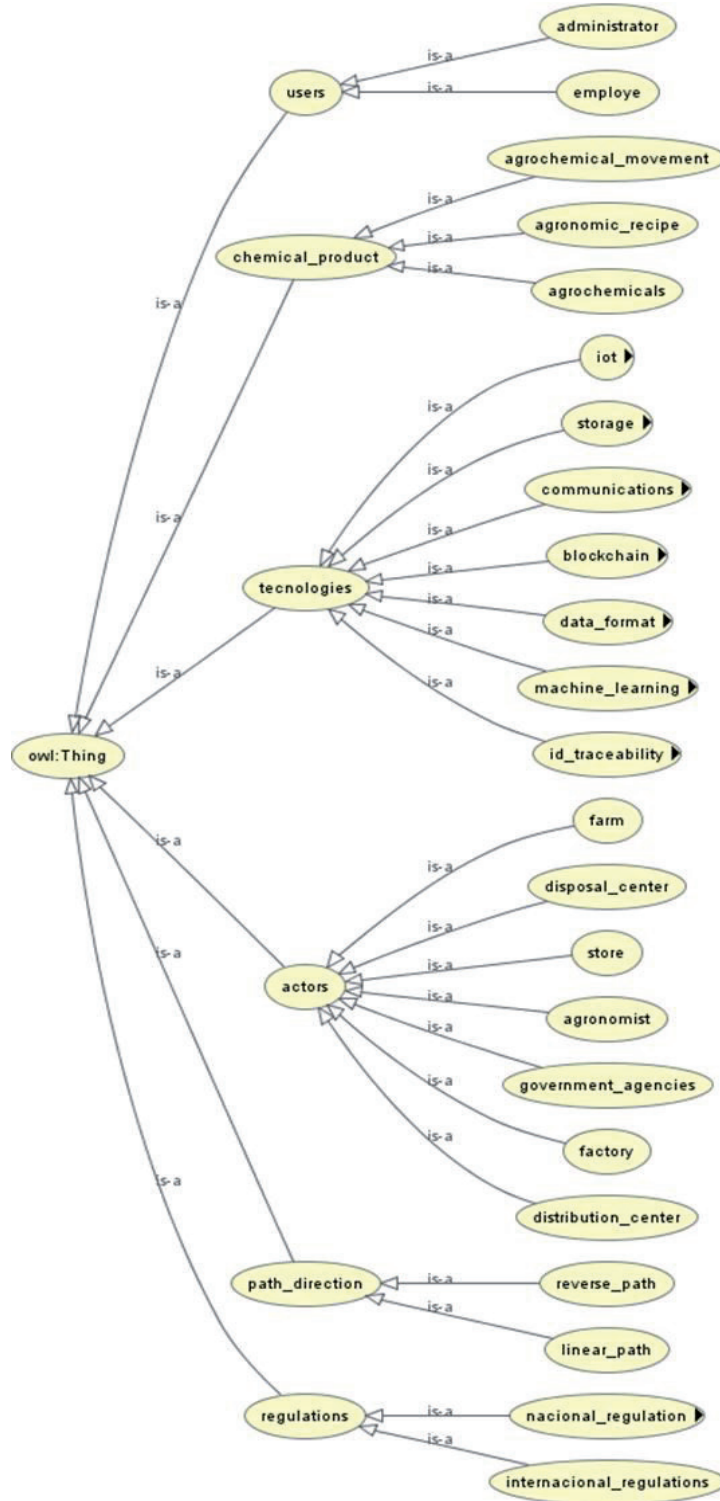 administrator
is-a
users
is-a
employe
agrochemical_movement
is-a
agronomic_recipe
is-a
chemical_product
is-a
agrochemicals
is-a
iot
is-a
storage
is-a
communications
is-a
is-a
blockchain
is-a
tecnologies
is-a
data_format
is-a
is-a
machine_learning
is-a
id_traceability
owl:Thing
farm
is-a
is-a
disposal_center
is-a
store
is-a
is-a
actors
is-a
agronomist
is-a
government_agencies
is-a
factory
is-a
is-a
distribution_center
path_direction
is-a
reverse_path
is-a
linear_path
regulations
is-a
nacional_regulation
is-a
internacional_regulations